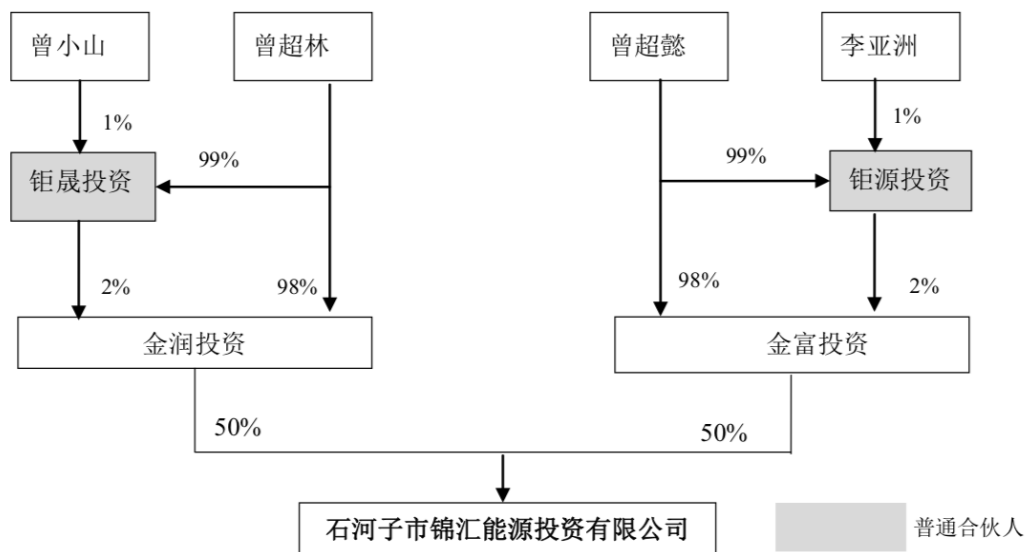 曾小山
曾超林
曾超懿
李亚洲
1%
1%
99%
99%
钜晟投资
钜源投资
2%
98%
98%
2%
金润投资
金富投资
50%
50%
石河子市锦汇能源投资有限公司
普通合伙人